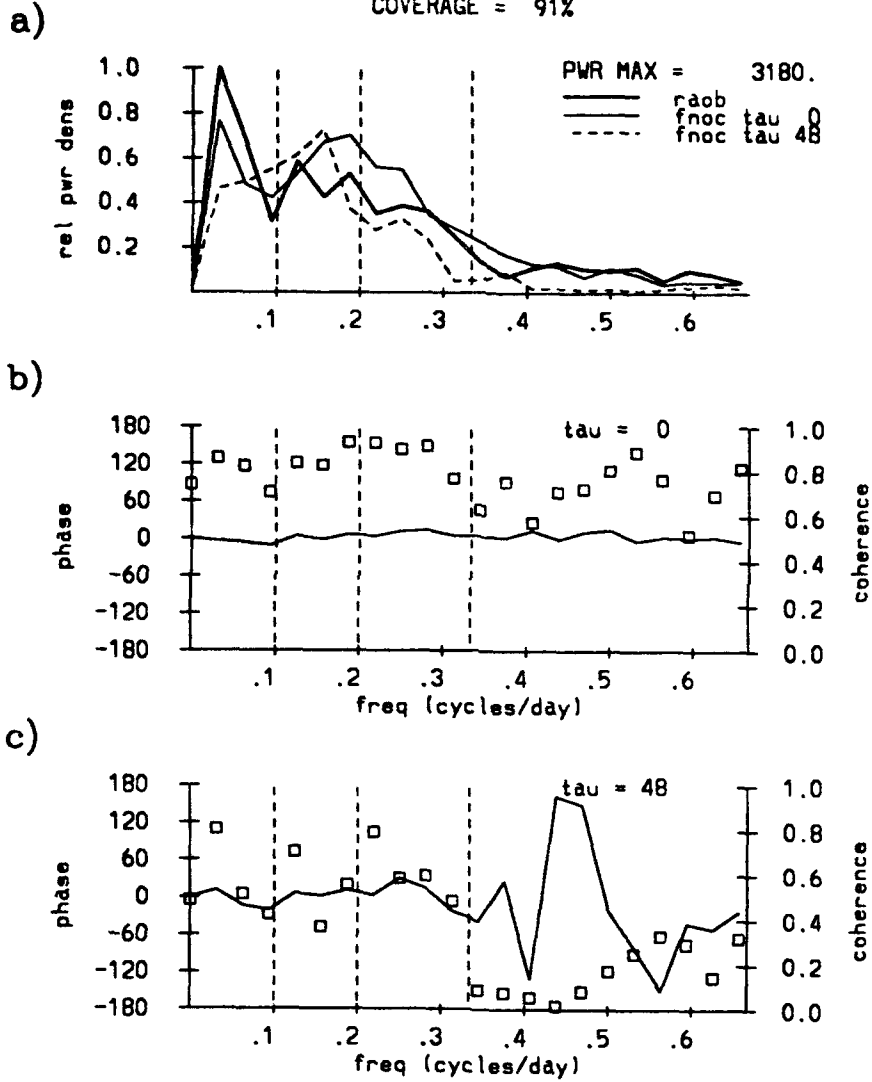 COVERAGE = 91%
a)
PWR MAX = 3180.
raob
fnoc tau 0
fnoc tau 48
rel pwr dens
1.0
0.8
0.6
0.4
0.2
.1 .2 .3 .4 .5 .6
b)
tau = 0
phase
180
120
60
0
-60
-120
-180
1.0
0.8
0.6
0.4
0.2
0.0
coherence
.1 .2 .3 .4 .5 .6
freq (cycles/day)
c)
tau = 48
phase
180
120
60
0
-60
-120
-180
1.0
0.8
0.6
0.4
0.2
0.0
coherence
.1 .2 .3 .4 .5 .6
freq (cycles/day)